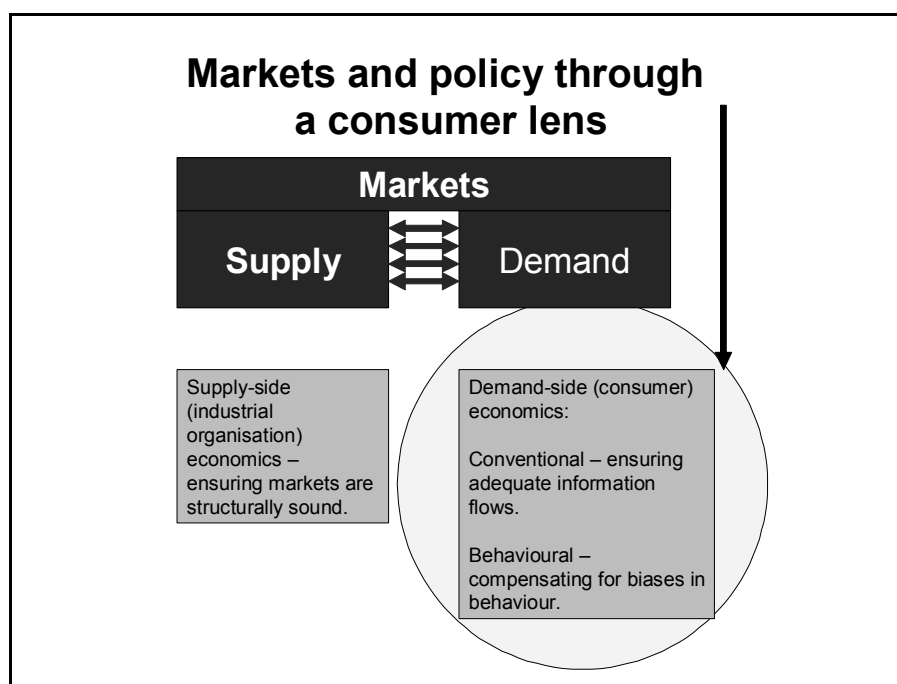 Markets and policy through
a consumer lens
Markets
Supply
Demand
Supply-side
(industrial
organisation)
economics –
ensuring markets are
structurally sound.
Demand-side (consumer)
economics:
Conventional – ensuring
adequate information
flows.
Behavioural –
compensating for biases in
behaviour.